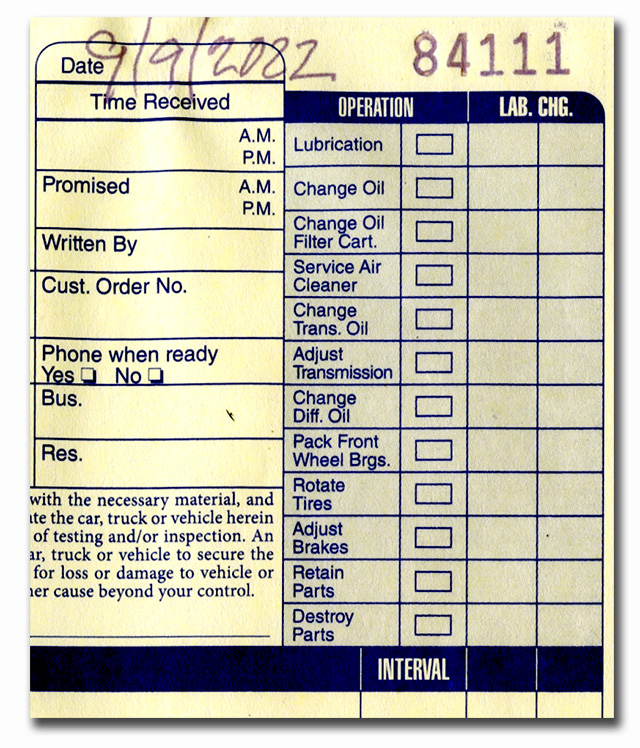 9/9/2022
84111
Date
Time Received
A.M.
P.M.
Promised
A.M.
P.M.
Written By
Cust. Order No.
Phone when ready
Yes No
Bus.
Res.
with the necessary material, and
te the car, truck or vehicle herein
of testing and/or inspection. An
ar, truck or vehicle to secure the
for loss or damage to vehicle or
er cause beyond your control.
OPERATION LAB. CHG.
Lubrication
Change Oil
Change Oil
Filter Cart.
Service Air
Cleaner
Change
Trans. Oil
Adjust
Transmission
Change
Diff. Oil
Pack Front
Wheel Brgs.
Rotate
Tires
Adjust
Brakes
Retain
Parts
Destroy
Parts
INTERVAL